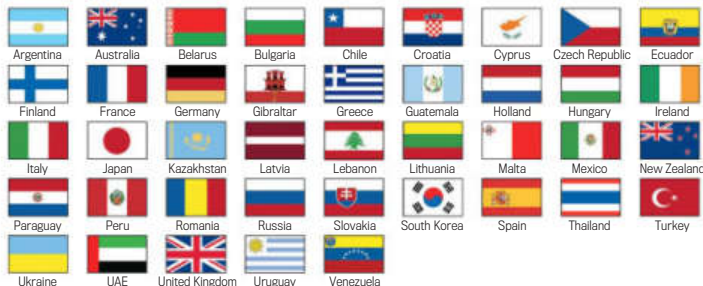 Argentina Australia Belarus Bulgaria Chile Croatia Cyprus Czech Republic Ecuador
Finland France Germany Gibraltar Greece Guatemala Holland Hungary Ireland
Italy Japan Kazakhstan Latvia Lebanon Lithuania Malta Mexico New Zealand
Paraguay Peru Romania Russia Slovakia South Korea Spain Thailand Turkey
Ukraine UAE United Kingdom Uruguay Venezuela